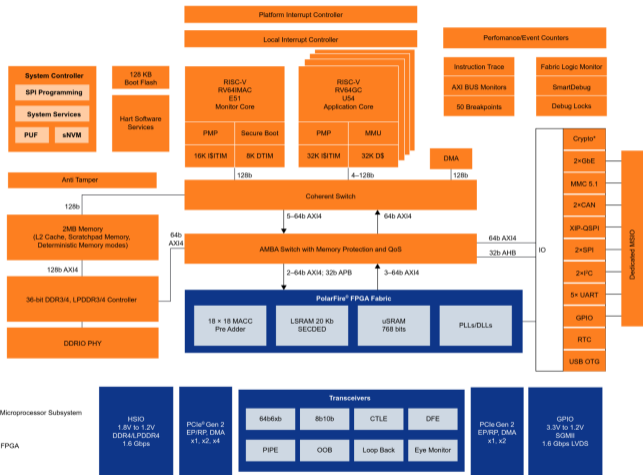 Platform Interrupt Controller
Local Interrupt Controller
Perfomance/Event Counters
System Controller
SPI Programming
System Services
PUF
sNVM
128 KB
Boot Flash
Hart Software
Services
RISC-V
RV64IMAC
E51
Monitor Core
PMP
Secure Boot
16K I$ITIM
8K DTIM
RISC-V
RV64GC
U54
Application Core
PMP
MMU
32K I$ITIM
32K D$
Instruction Trace
AXI BUS Monitors
50 Breakpoints
Fabric Logic Monitor
SmartDebug
Debug Locks
DMA
128b
4–128b
128b
Anti Tamper
128b
Coherent Switch
2MB Memory
(L2 Cache, Scratchpad Memory,
Deterministic Memory modes)
64b
AXI4
5–64b AXI4
64b AXI4
AMBA Switch with Memory Protection and QoS
64b AXI4
32b AHB
128b AXI4
36-bit DDR3/4, LPDDR3/4 Controller
2–64b AXI4; 32b APB
3–64b AXI4
DDRIO PHY
PolarFire® FPGA Fabric
18 × 18 MACC
Pre Adder
LSRAM 20 Kb
SECDED
uSRAM
768 bits
PLLs/DLLs
IO
Crypto*
2×GbE
MMC 5.1
2×CAN
XIP-QSPI
2×SPI
2×I²C
5× UART
GPIO
RTC
USB OTG
Dedicated MSIO
Microprocessor Subsystem
FPGA
HSIO
1.8V to 1.2V
DDR4/LPDDR4
1.6 Gbps
PCIe® Gen 2
EP/RP, DMA
x1, x2, x4
Transceivers
64b6xb
8b10b
CTLE
DFE
PIPE
OOB
Loop Back
Eye Monitor
PCIe Gen 2
EP/RP, DMA
x1, x2
GPIO
3.3V to 1.2V
SGMII
1.6 Gbps LVDS